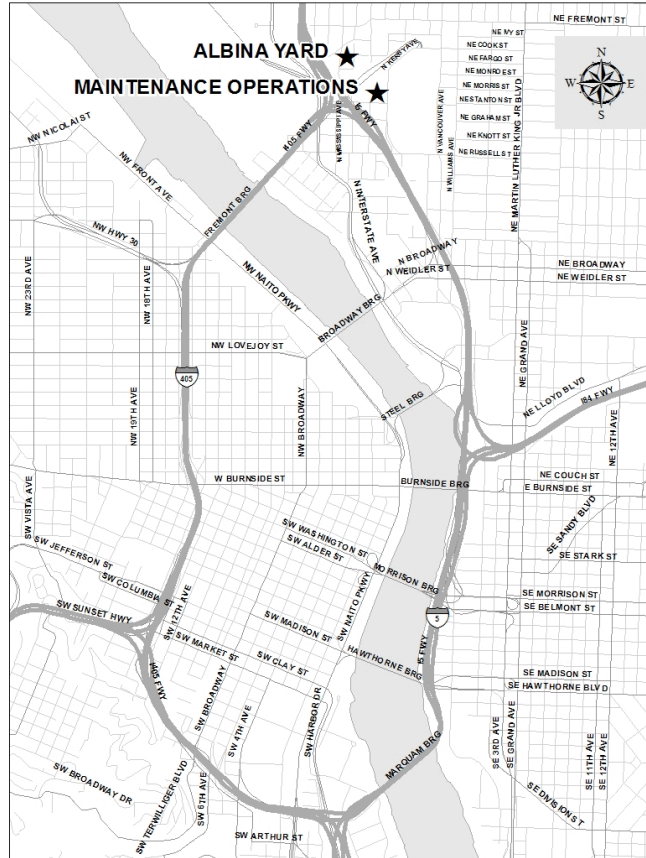 NE FREMONT ST
NE IVY ST
NE COOK ST
NE FARGO ST
NE MONROE ST
NE MORRIS ST
NE STANTON ST
NE GRAHAM ST
NE KNOTT ST
NE RUSSELL ST
N
W E
S
ALBINA YARD
MAINTENANCE OPERATIONS
N KERBY AVE
N MISSISSIPPI AVE
I5 FWY
N VANCOUVER AVE
N WILLIAMS AVE
NE MARTIN LUTHER KING JR BLVD
NW NICOLAI ST
NW FRONT AVE
I405 FWY
FREMONT BRG
NW HWY 30
N INTERSTATE AVE
NW 23RD AVE
NW 18TH AVE
NW NAITO PKWY
N BROADWAY
N WEIDLER ST
NE BROADWAY
NE WEIDLER ST
BROADWAY BRG
NW LOVEJOY ST
NE GRAND AVE
405
NW 19TH AVE
NW BROADWAY
STEEL BRG
NE LLOYD BLVD
I84 FWY
NE 12TH AVE
W BURNSIDE ST
BURNSIDE BRG
NE COUCH ST
E BURNSIDE ST
SW VISTA AVE
SE SANDY BLVD
SW WASHINGTON ST
SW ALDER ST
SW JEFFERSON ST
SE STARK ST
MORRISON BRG
SW COLUMBIA ST
SW SUNSET HWY
SW 12TH AVE
SW NAITO PKWY
SE MORRISON ST
SE BELMONT ST
5
SW MADISON ST
SW MARKET ST
SW CLAY ST
HAWTHORNE BRG
I5 FWY
SE MADISON ST
SE HAWTHORNE BLVD
I405 FWY
SW BROADWAY
SW 4TH AVE
SW HARBOR DR
MARQUAM BRG
SE 3RD AVE
SE GRAND AVE
SE 11TH AVE
SE 12TH AVE
SE DIVISION ST
SW BROADWAY DR
SW TERWILLIGER BLVD
SW 6TH AVE
SW ARTHUR ST